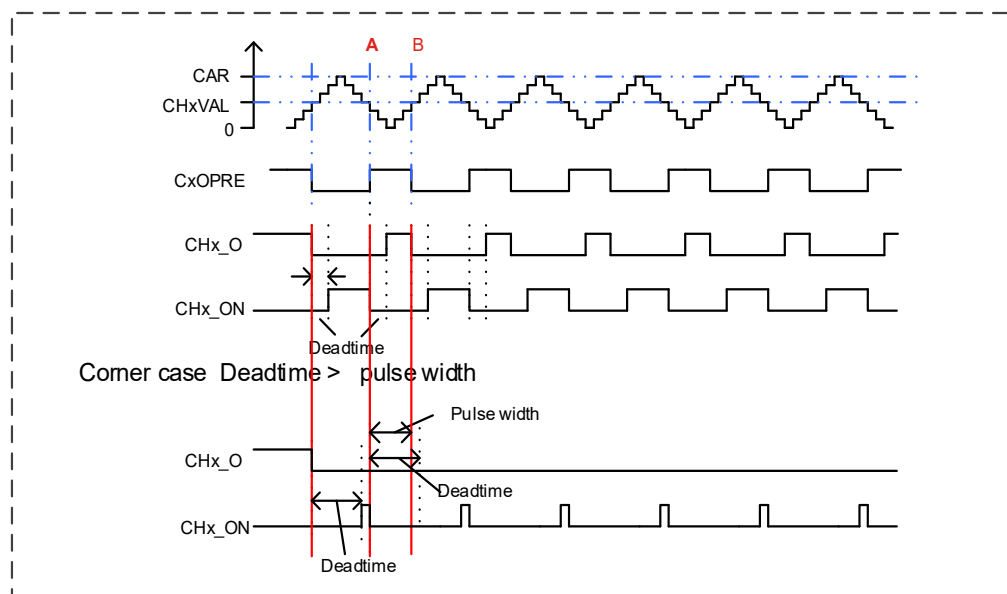 A B
CAR
CHxVAL
0
CxOPRE
CHx_O
CHx_ON
Deadtime
Corner case Deadtime > pulse width
Pulse width
CHx_O
Deadtime
CHx_ON
Deadtime